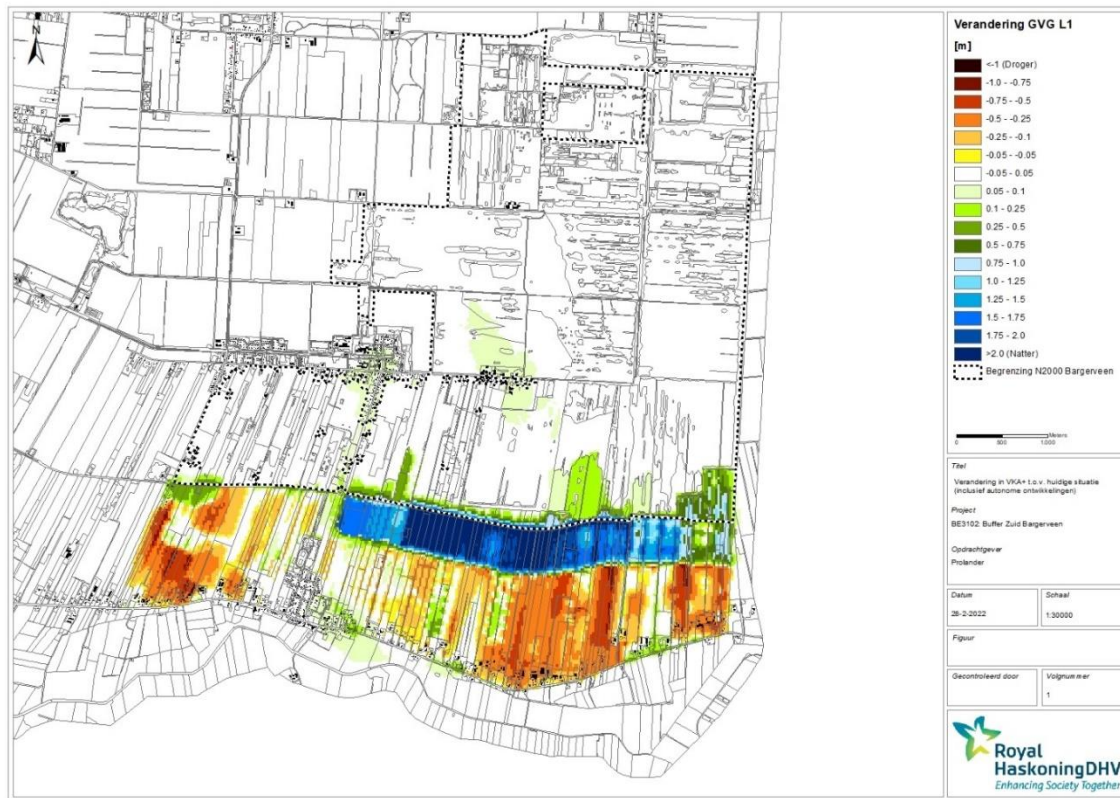 N
Verandering GVG L1
[m]
<-1 (Droger)
-1.0 - -0.75
-0.75 - -0.5
-0.5 - -0.25
-0.25 - -0.1
-0.05 - -0.05
-0.05 - 0.05
0.05 - 0.1
0.1 - 0.25
0.25 - 0.5
0.5 - 0.75
0.75 - 1.0
1.0 - 1.25
1.25 - 1.5
1.5 - 1.75
1.75 - 2.0
>2.0 (Natter)
Begrenzing N2000 Bargerveen
Meters
0 500 1.000
Titel
Verandering in VKA+ t.o.v. huidige situatie
(inclusief autonome ontwikkelingen)
Project
BE3102 Buffer Zuid Bargerveen
Opdrachtgever
Prolander
Datum Schaal
28-2-2022 1:30000
Figuur
Gecontroleerd door Volgnummer
1
Royal
HaskoningDHV
Enhancing Society Together